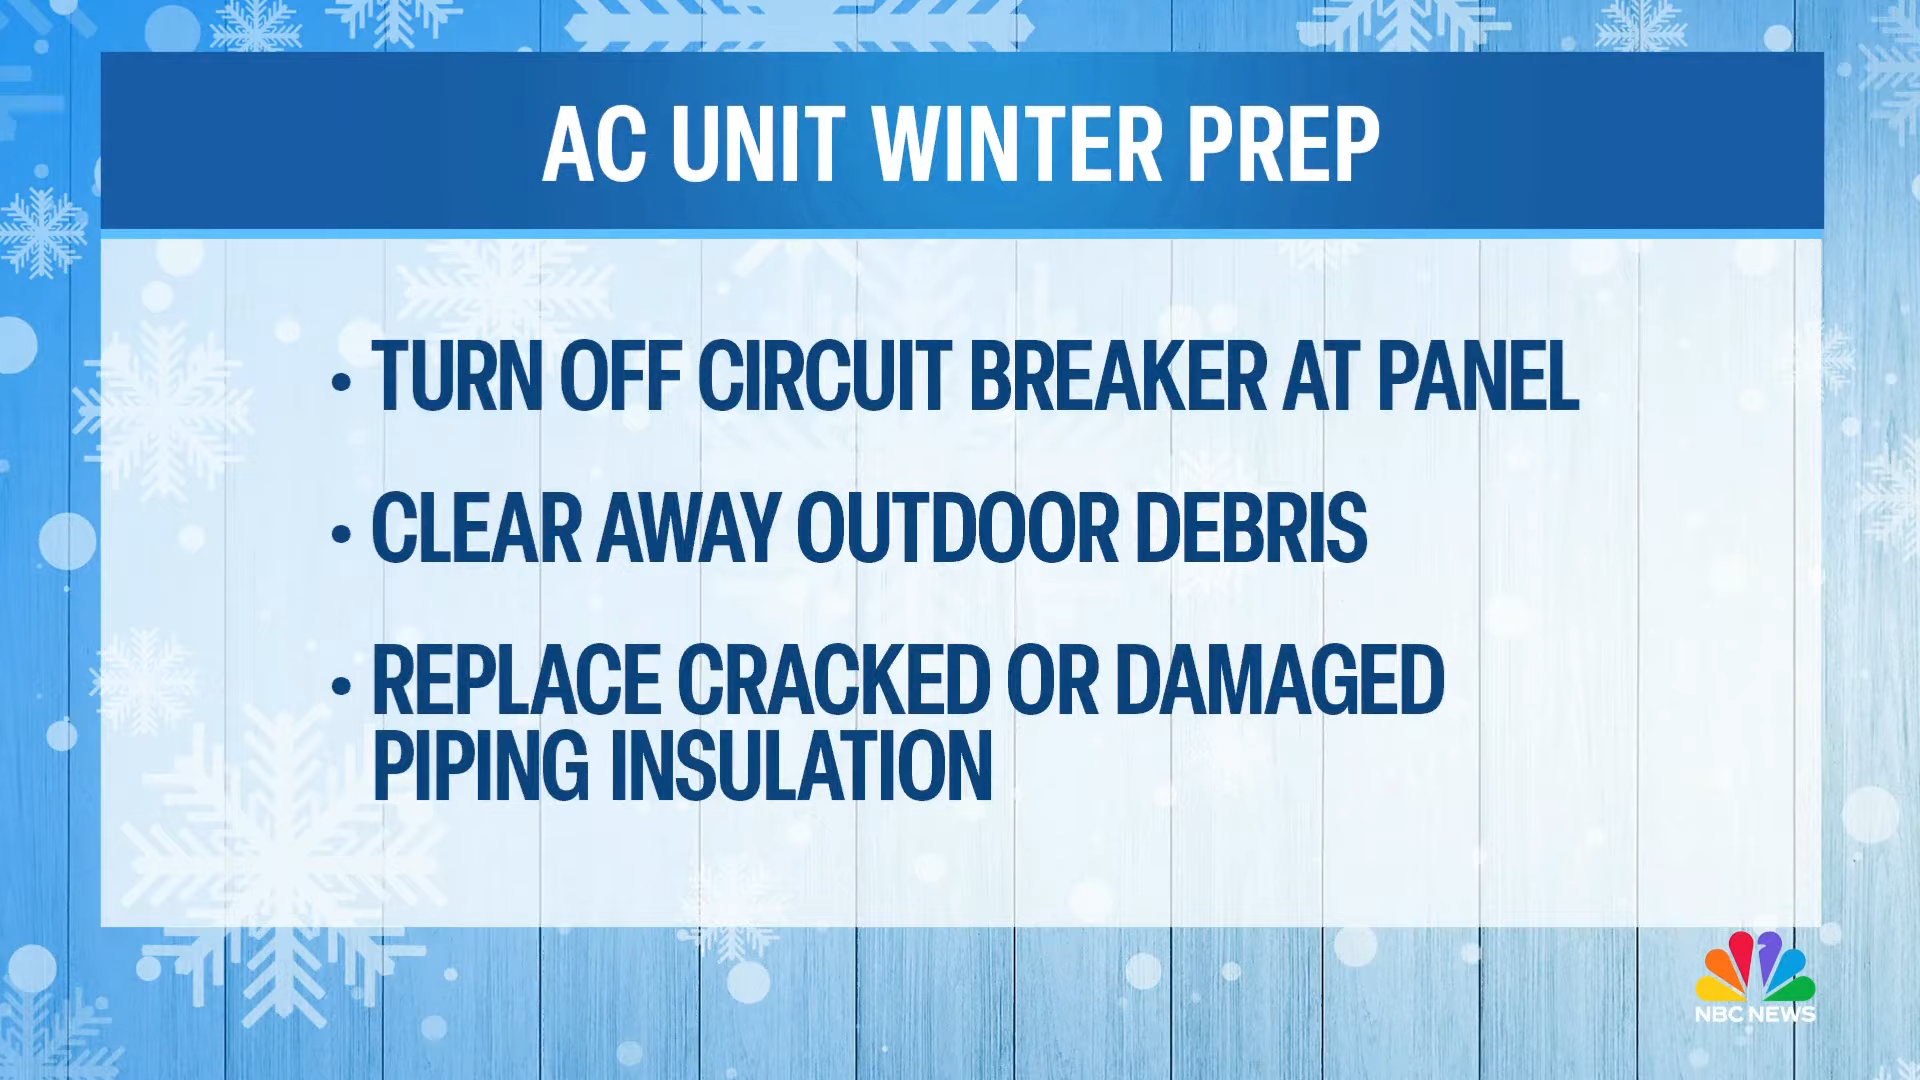 AC UNIT WINTER PREP
• TURN OFF CIRCUIT BREAKER AT PANEL
• CLEAR AWAY OUTDOOR DEBRIS
• REPLACE CRACKED OR DAMAGED
PIPING INSULATION
NBC NEWS